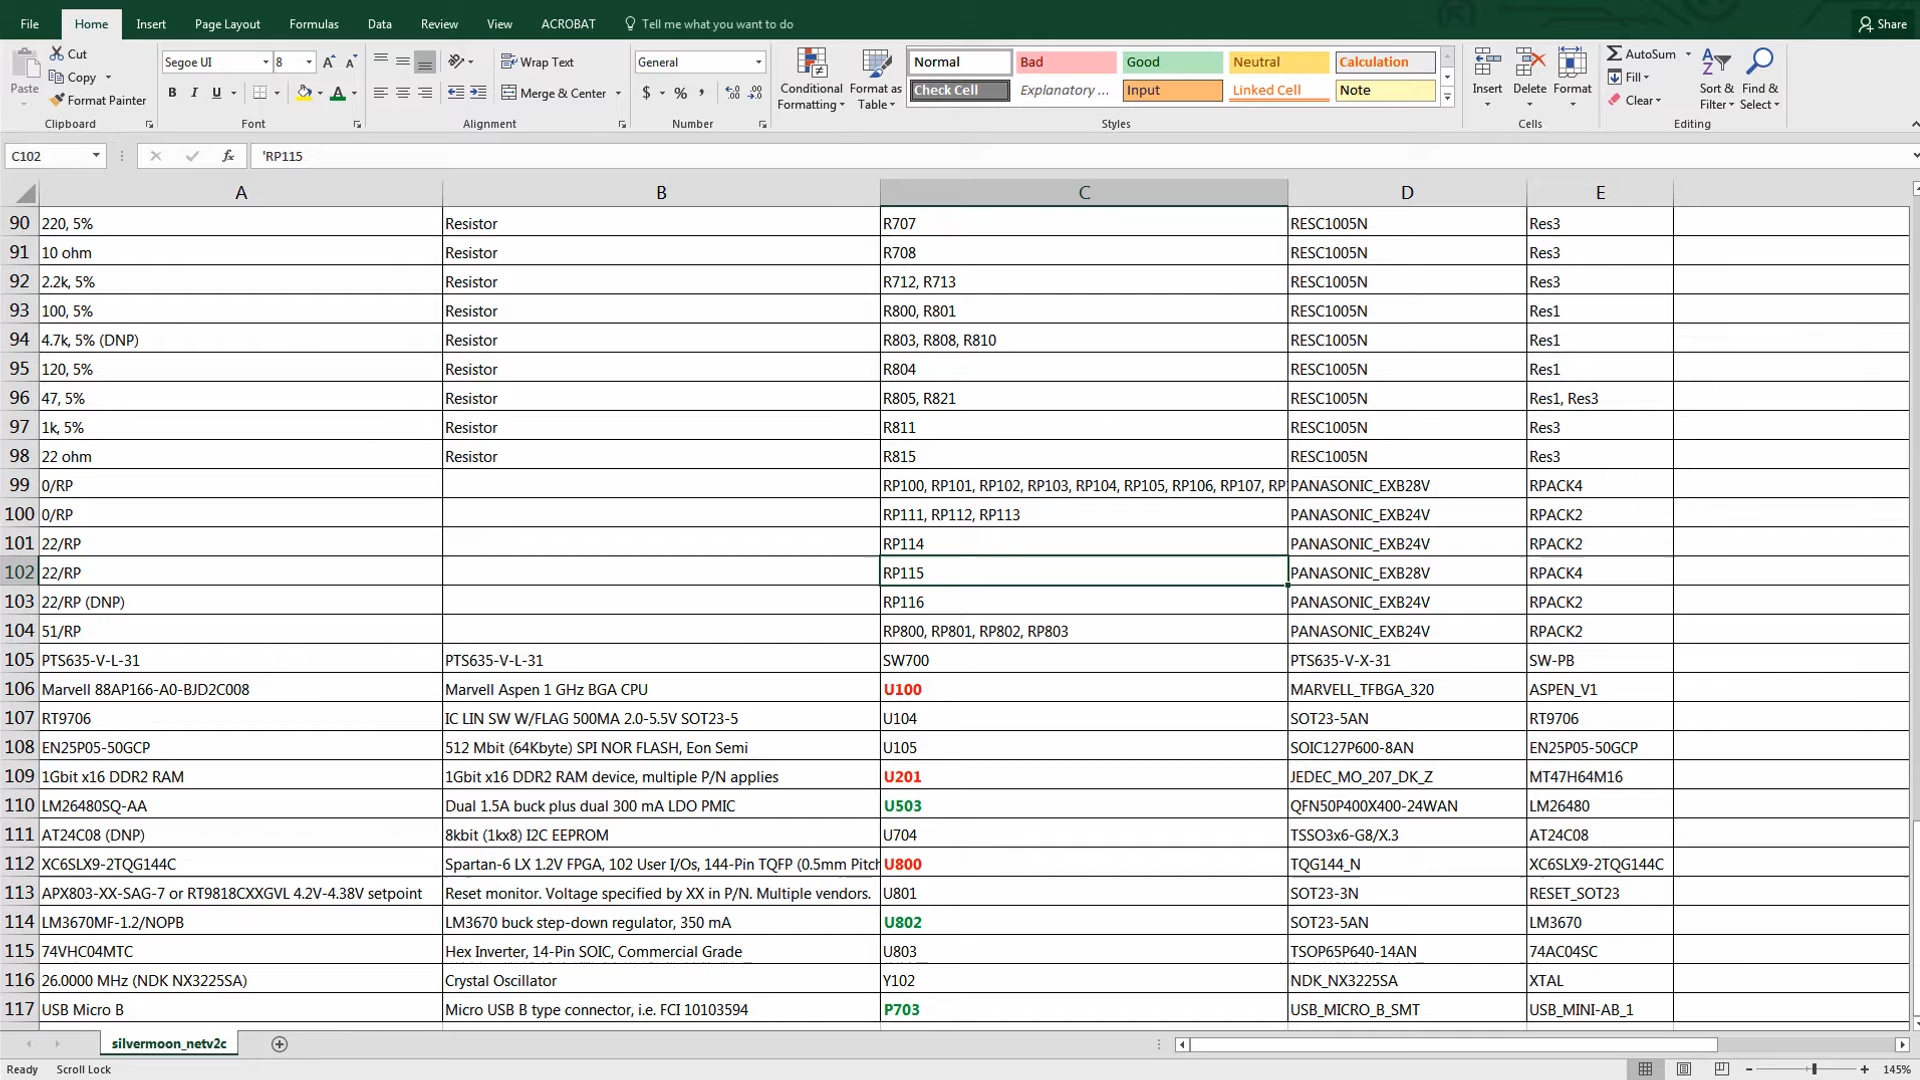 File Home Insert Page Layout Formulas Data Review View ACROBAT Tell me what you want to do Share
Paste Cut Copy Format Painter Clipboard
Segoe UI 8 A A B I U A Font
Wrap Text Merge & Center Alignment
General $ % , .00 Number
Conditional Formatting Format as Table
Normal Bad Good Neutral Calculation
Check Cell Explanatory ... Input Linked Cell Note
Styles
Insert Delete Format Cells
AutoSum Fill Clear Sort & Filter Find & Select Editing
C102 fx 'RP115
A B C D E
90 220, 5% Resistor R707 RESC1005N Res3
91 10 ohm Resistor R708 RESC1005N Res3
92 2.2k, 5% Resistor R712, R713 RESC1005N Res3
93 100, 5% Resistor R800, R801 RESC1005N Res1
94 4.7k, 5% (DNP) Resistor R803, R808, R810 RESC1005N Res1
95 120, 5% Resistor R804 RESC1005N Res1
96 47, 5% Resistor R805, R821 RESC1005N Res1, Res3
97 1k, 5% Resistor R811 RESC1005N Res3
98 22 ohm Resistor R815 RESC1005N Res3
99 0/RP RP100, RP101, RP102, RP103, RP104, RP105, RP106, RP107, RP PANASONIC_EXB28V RPACK4
100 0/RP RP111, RP112, RP113 PANASONIC_EXB24V RPACK2
101 22/RP RP114 PANASONIC_EXB24V RPACK2
102 22/RP RP115 PANASONIC_EXB28V RPACK4
103 22/RP (DNP) RP116 PANASONIC_EXB24V RPACK2
104 51/RP RP800, RP801, RP802, RP803 PANASONIC_EXB24V RPACK2
105 PTS635-V-L-31 PTS635-V-L-31 SW700 PTS635-V-X-31 SW-PB
106 Marvell 88AP166-A0-BJD2C008 Marvell Aspen 1 GHz BGA CPU U100 MARVELL_TFBGA_320 ASPEN_V1
107 RT9706 IC LIN SW W/FLAG 500MA 2.0-5.5V SOT23-5 U104 SOT23-5AN RT9706
108 EN25P05-50GCP 512 Mbit (64Kbyte) SPI NOR FLASH, Eon Semi U105 SOIC127P600-8AN EN25P05-50GCP
109 1Gbit x16 DDR2 RAM 1Gbit x16 DDR2 RAM device, multiple P/N applies U201 JEDEC_MO_207_DK_Z MT47H64M16
110 LM26480SQ-AA Dual 1.5A buck plus dual 300 mA LDO PMIC U503 QFN50P400X400-24WAN LM26480
111 AT24C08 (DNP) 8kbit (1kx8) I2C EEPROM U704 TSSO3x6-G8/X.3 AT24C08
112 XC6SLX9-2TQG144C Spartan-6 LX 1.2V FPGA, 102 User I/Os, 144-Pin TQFP (0.5mm Pitch U800 TQG144_N XC6SLX9-2TQG144C
113 APX803-XX-SAG-7 or RT9818CXXGVL 4.2V-4.38V setpoint Reset monitor. Voltage specified by XX in P/N. Multiple vendors. U801 SOT23-3N RESET_SOT23
114 LM3670MF-1.2/NOPB LM3670 buck step-down regulator, 350 mA U802 SOT23-5AN LM3670
115 74VHC04MTC Hex Inverter, 14-Pin SOIC, Commercial Grade U803 TSOP65P640-14AN 74AC04SC
116 26.0000 MHz (NDK NX3225SA) Crystal Oscillator Y102 NDK_NX3225SA XTAL
117 USB Micro B Micro USB B type connector, i.e. FCI 10103594 P703 USB_MICRO_B_SMT USB_MINI-AB_1
silvermoon_netv2c
Ready Scroll Lock 145%